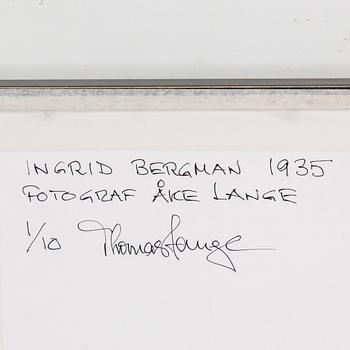 INGRID BERGMAN 1935
FOTOGRAF ÅKE LANGE
1/10 Thomas Lange